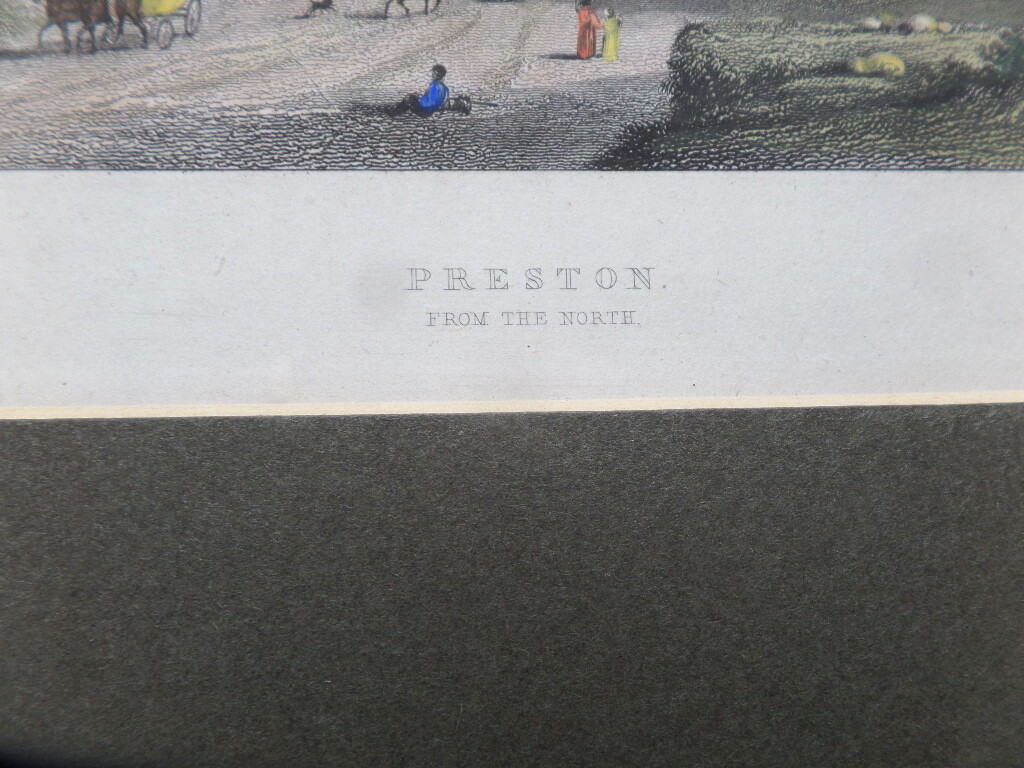 PRESTON.
FROM THE NORTH.